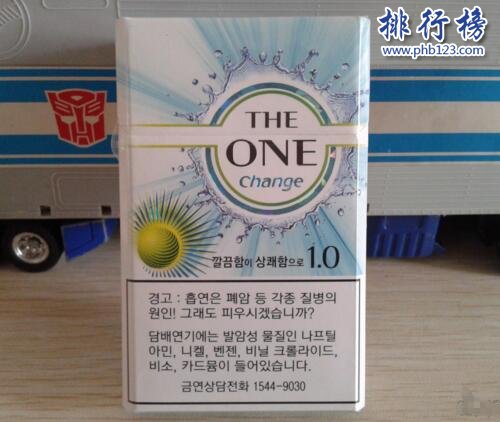 排行榜
www.phb123.com
THE
ONE
Change
깔끔함이 상쾌함으로 1.0
경고 : 흡연은 폐암 등 각종 질병의
원인! 그래도 피우시겠습니까?
담배연기에는 발암성 물질인 나프틸
아민, 니켈, 벤젠, 비닐 크롤라이드,
비소, 카드뮴이 들어있습니다.
금연상담전화 1544-9030